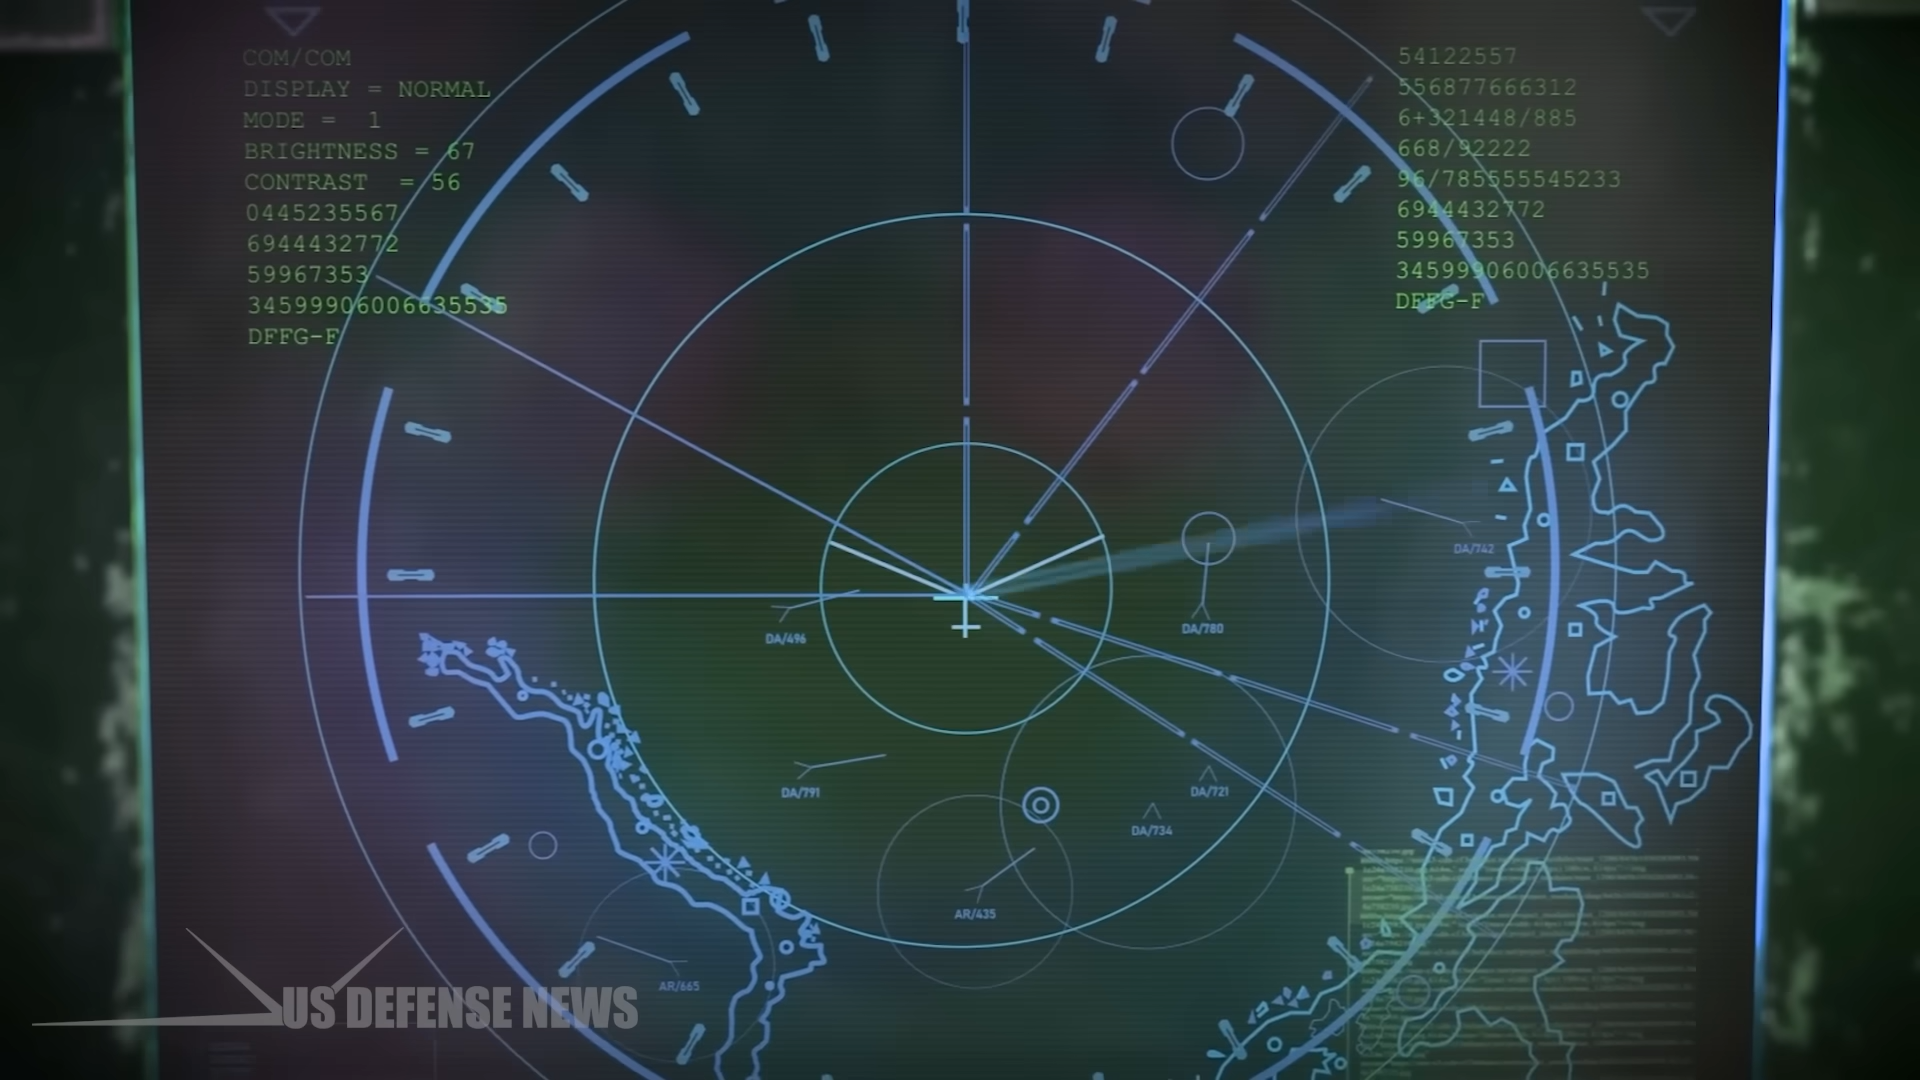 COM/COM
DISPLAY = NORMAL
MODE = 1
BRIGHTNESS = 67
CONTRAST = 56
0445235567
6944432772
59967353
34599906006635535
DFFG-F
54122557
556877666312
6+321448/885
668/92222
96/785555545233
6944432772
59967353
34599906006635535
DFFG-F
DA/742
DA/496
DA/780
DA/791
DA/721
DA/734
AR/435
AR/665
US DEFENSE NEWS